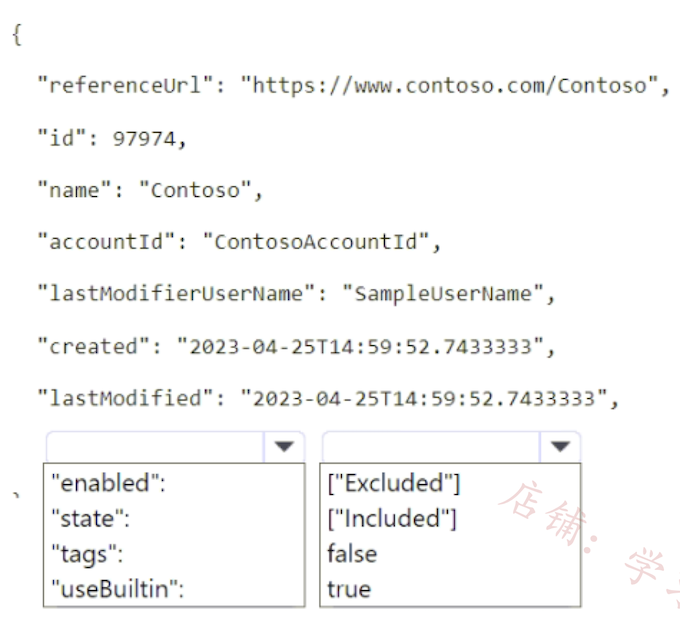 {
"referenceUrl": "https://www.contoso.com/Contoso",
"id": 97974,
"name": "Contoso",
"accountId": "ContosoAccountId",
"lastModifierUserName": "SampleUserName",
"created": "2023-04-25T14:59:52.7433333",
"lastModified": "2023-04-25T14:59:52.7433333",
"enabled": ["Excluded"]
"state": ["Included"]
"tags": false
"useBuiltin": true
店铺：学